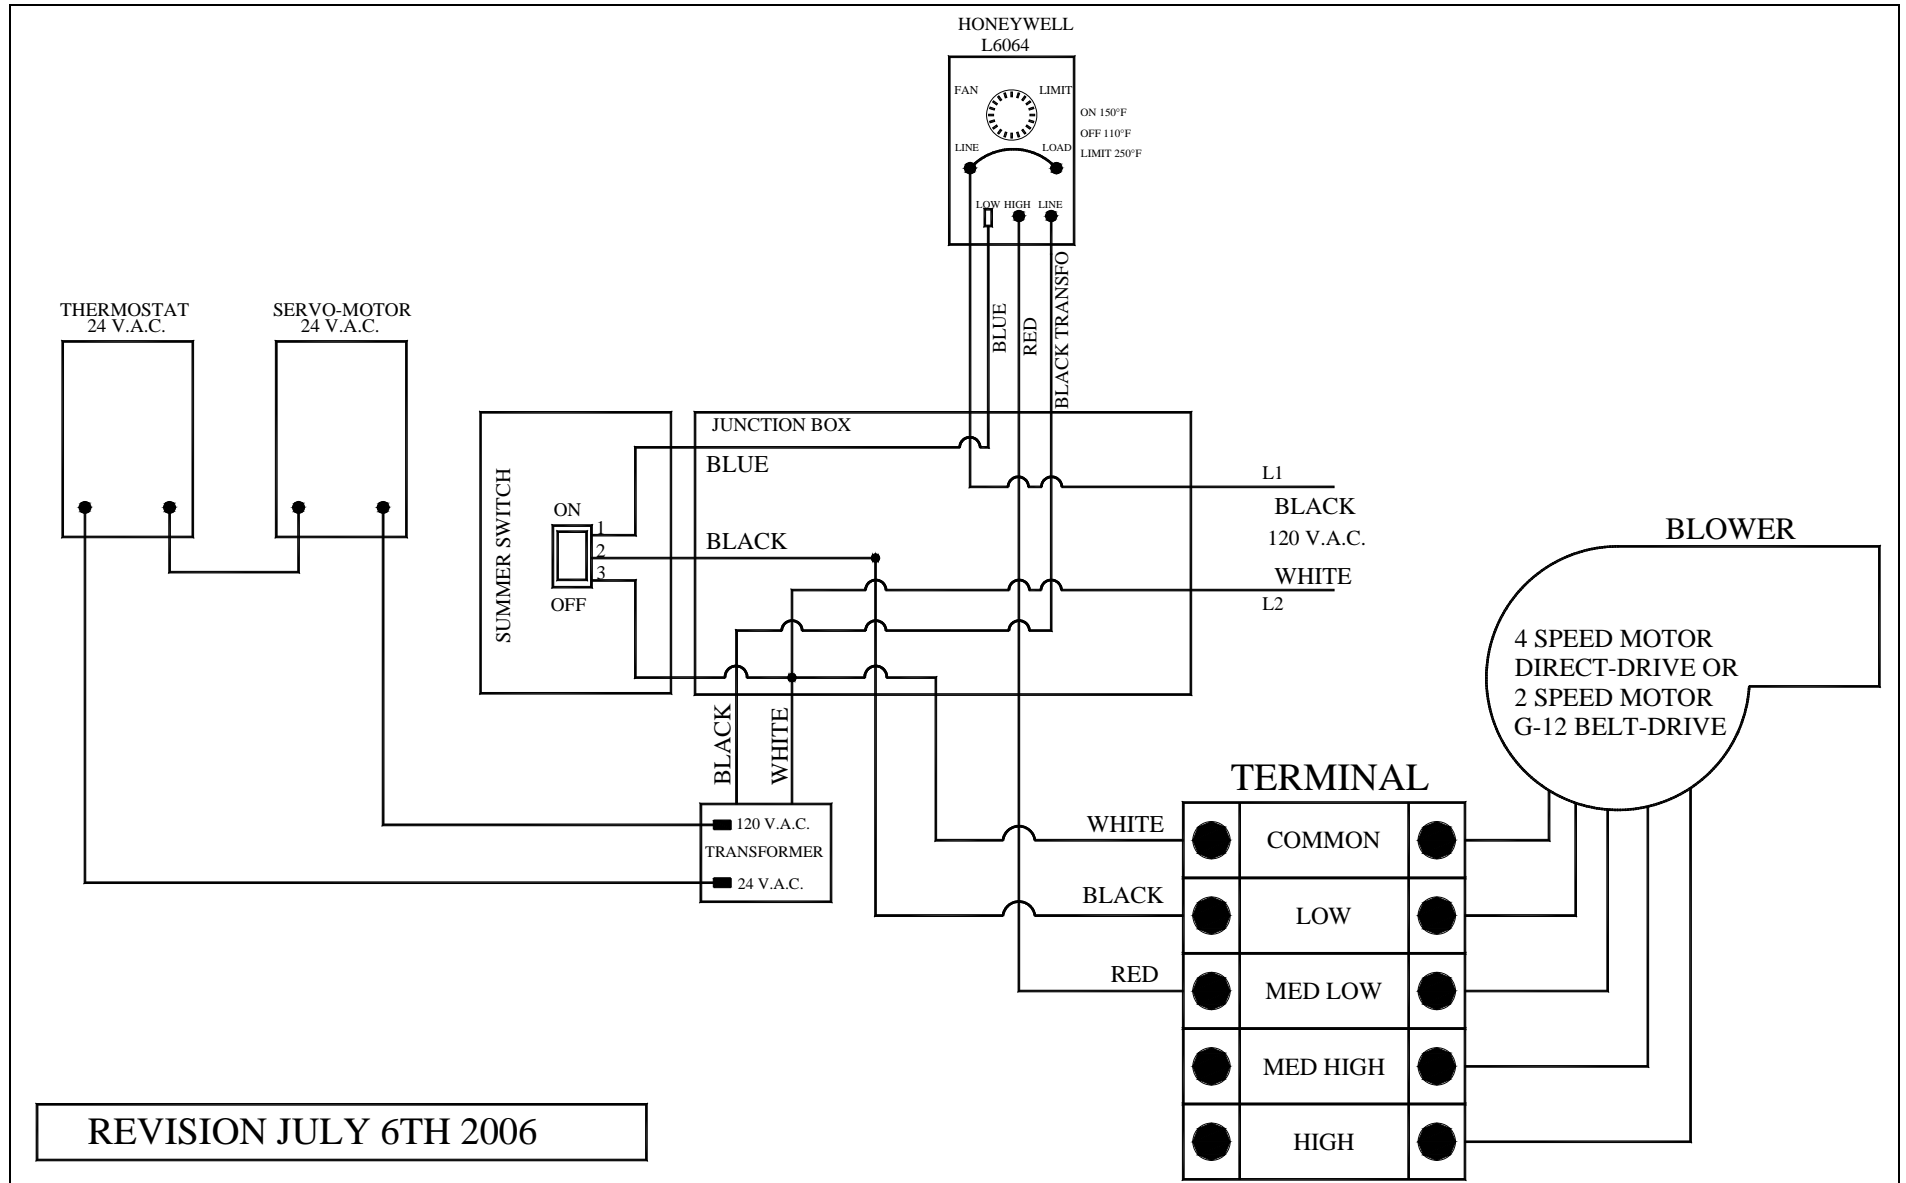 HONEYWELL
L6064
FAN
LIMIT
ON 150°F
OFF 110°F
LIMIT 250°F
LINE
LOAD
LOW HIGH LINE
BLUE
RED
BLACK TRANSFO
THERMOSTAT
24 V.A.C.
SERVO-MOTOR
24 V.A.C.
SUMMER SWITCH
ON
1
2
3
OFF
JUNCTION BOX
BLUE
BLACK
L1
BLACK
120 V.A.C.
WHITE
L2
BLACK
WHITE
120 V.A.C.
TRANSFORMER
24 V.A.C.
BLOWER
4 SPEED MOTOR
DIRECT-DRIVE OR
2 SPEED MOTOR
G-12 BELT-DRIVE
TERMINAL
WHITE
COMMON
BLACK
LOW
RED
MED LOW
MED HIGH
HIGH
REVISION JULY 6TH 2006